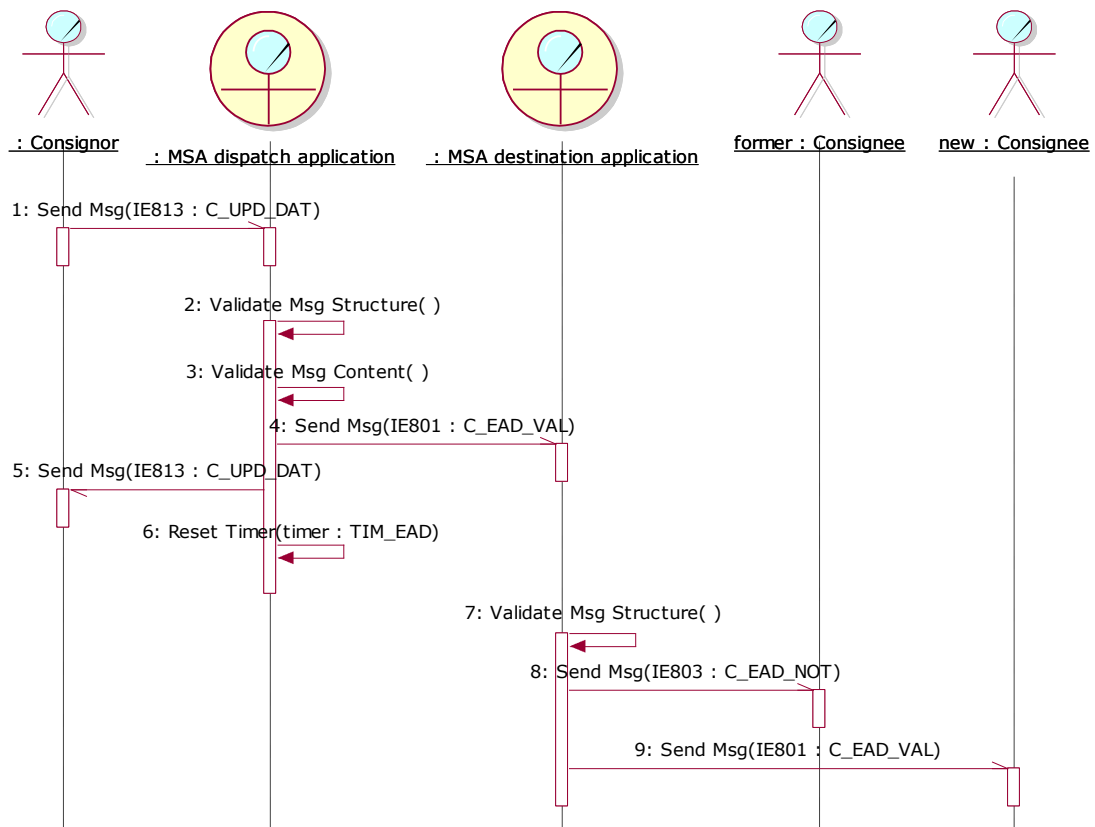 : Consignor
: MSA dispatch application
: MSA destination application
former : Consignee
new : Consignee
1: Send Msg(IE813 : C_UPD_DAT)
2: Validate Msg Structure( )
3: Validate Msg Content( )
4: Send Msg(IE801 : C_EAD_VAL)
5: Send Msg(IE813 : C_UPD_DAT)
6: Reset Timer(timer : TIM_EAD)
7: Validate Msg Structure( )
8: Send Msg(IE803 : C_EAD_NOT)
9: Send Msg(IE801 : C_EAD_VAL)